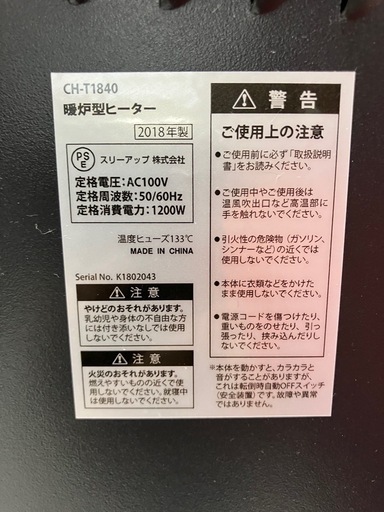 CH-T1840
暖炉型ヒーター
2018年製
PS
E
スリーアップ 株式会社
定格電圧:AC100V
定格周波数:50/60Hz
定格消費電力:1200W
温度ヒューズ133℃
MADE IN CHINA
Serial No. K1802043
注意
やけどのおそれがあります。
乳幼児や身体の不自由な方
には付き添いなしでは使用
しないでください。
注意
火災のおそれがあります。
燃えやすいものの近くで使
用しないでください。就寝中
は使用しないでください。
警告
ご使用上の注意
●ご使用前に必ず「取扱説明
書」をお読みください。
●ご使用中やご使用後は
温風吹出口など高温部に
手を触れないでください。
●引火性の危険物(ガソリン、
シンナーなど)の近くでは
使用しないでください。
●本体に衣類などをかけた
まま使用しないでください。
●電源コードを傷つけたり、
重いものをのせたり、引っ
張ったり、挟み込んだりし
ないでください。
※本体を動かすと、カラカラと
音がすることがありますが、
これは転倒時自動OFFスイッチ
(安全装置)です。故障や異常
ではありません。